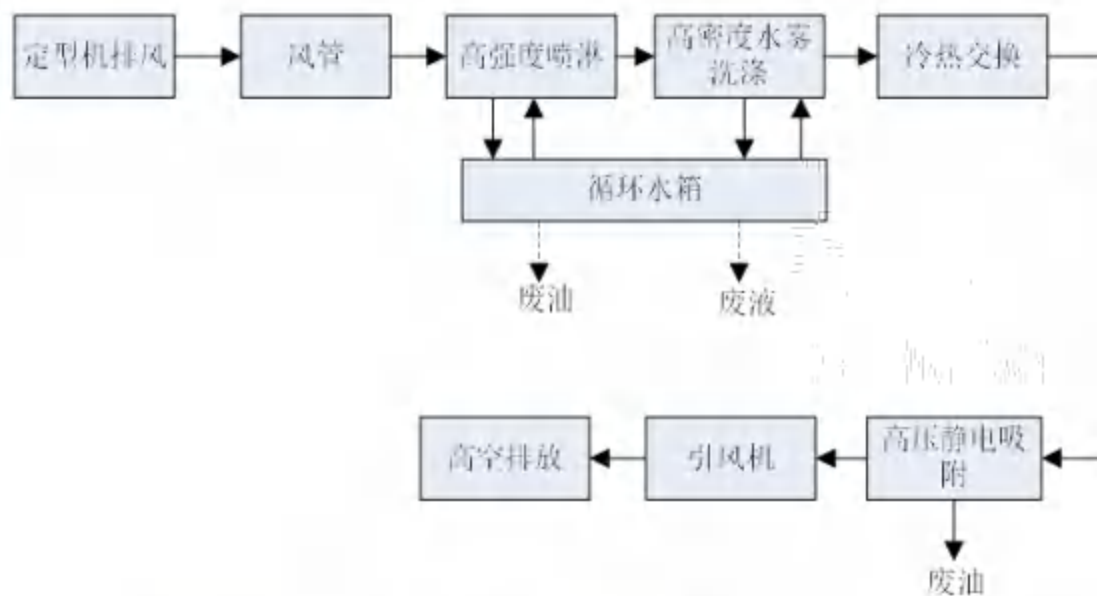 定型机排风
风管
高强度喷淋
高密度水雾
洗涤
冷热交换
循环水箱
废油
废液
高空排放
引风机
高压静电吸
附
废油